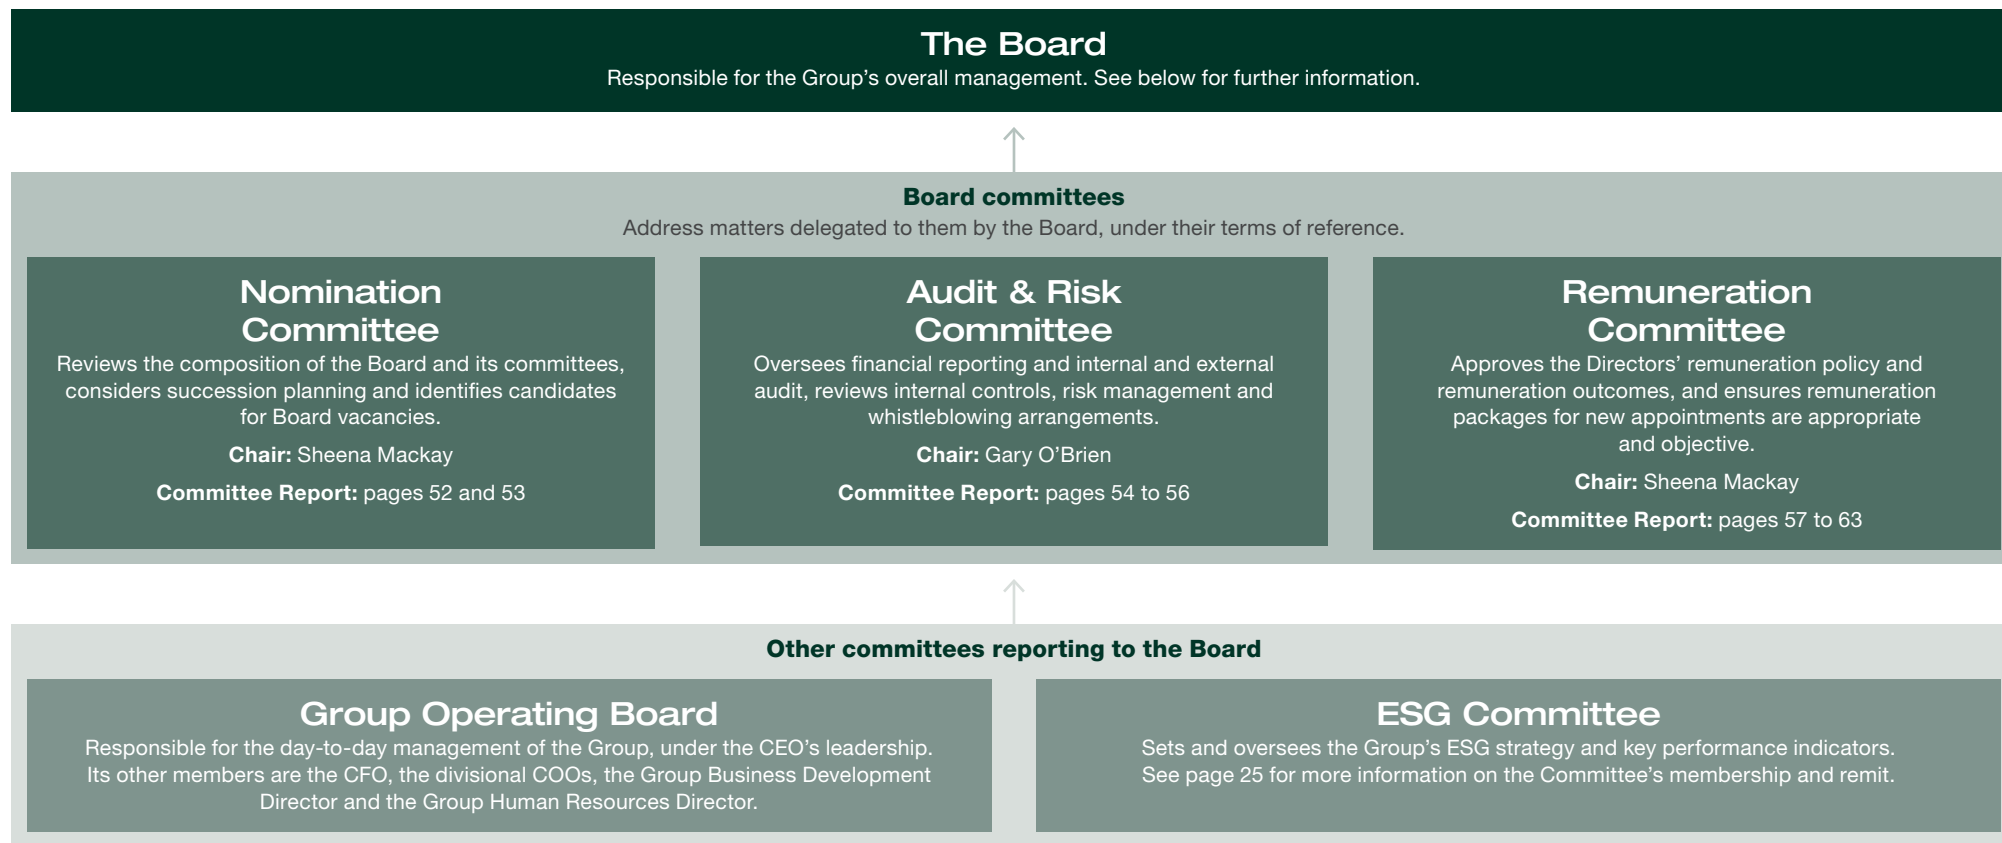 The Board
Responsible for the Group’s overall management. See below for further information.
Board committees
Address matters delegated to them by the Board, under their terms of reference.
Nomination
Committee
Reviews the composition of the Board and its committees,
considers succession planning and identifies candidates
for Board vacancies.
Chair: Sheena Mackay
Committee Report: pages 52 and 53
Audit & Risk
Committee
Oversees financial reporting and internal and external
audit, reviews internal controls, risk management and
whistleblowing arrangements.
Chair: Gary O’Brien
Committee Report: pages 54 to 56
Remuneration
Committee
Approves the Directors’ remuneration policy and
remuneration outcomes, and ensures remuneration
packages for new appointments are appropriate
and objective.
Chair: Sheena Mackay
Committee Report: pages 57 to 63
Other committees reporting to the Board
Group Operating Board
Responsible for the day-to-day management of the Group, under the CEO’s leadership.
Its other members are the CFO, the divisional COOs, the Group Business Development
Director and the Group Human Resources Director.
ESG Committee
Sets and oversees the Group’s ESG strategy and key performance indicators.
See page 25 for more information on the Committee’s membership and remit.